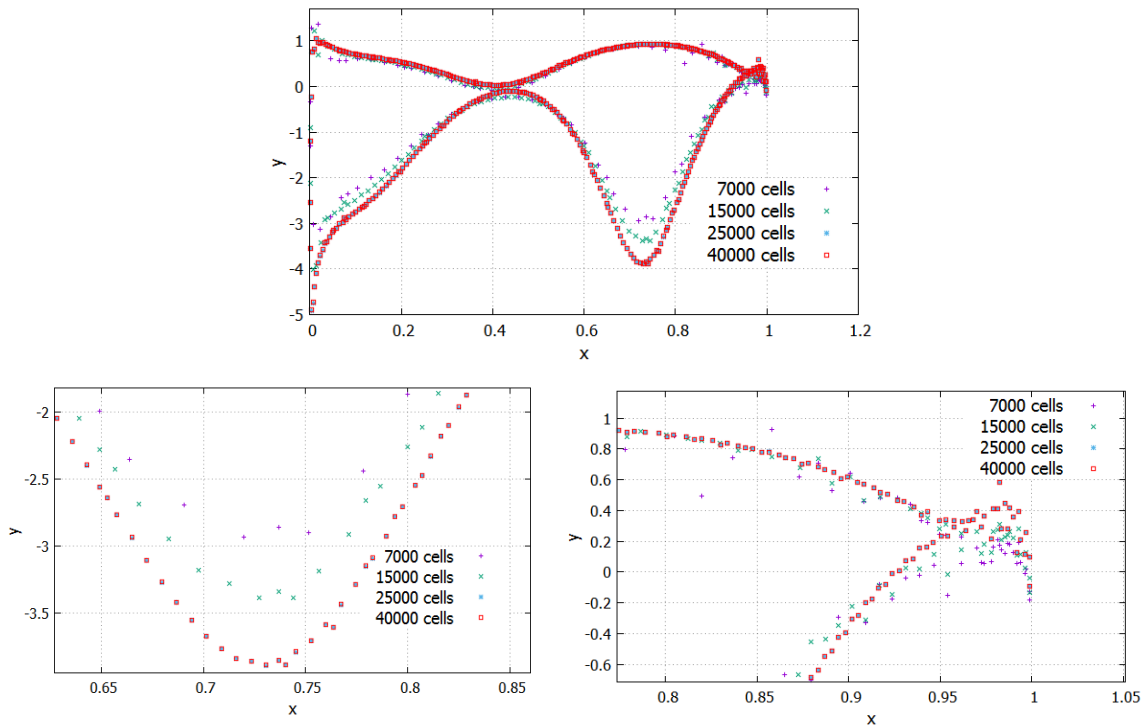 1
0
-1
y
-2
7000 cells
15000 cells
-3
25000 cells
-4
40000 cells
-5
0 0.2 0.4 0.6 0.8 1 1.2
x
-2
-2.5
y
-3
7000 cells
15000 cells
25000 cells
-3.5
40000 cells
0.65 0.7 0.75 0.8 0.85
x
7000 cells
1
15000 cells
0.8
25000 cells
0.6
40000 cells
0.4
y
0.2
0
-0.2
-0.4
-0.6
0.8 0.85 0.9 0.95 1 1.05
x